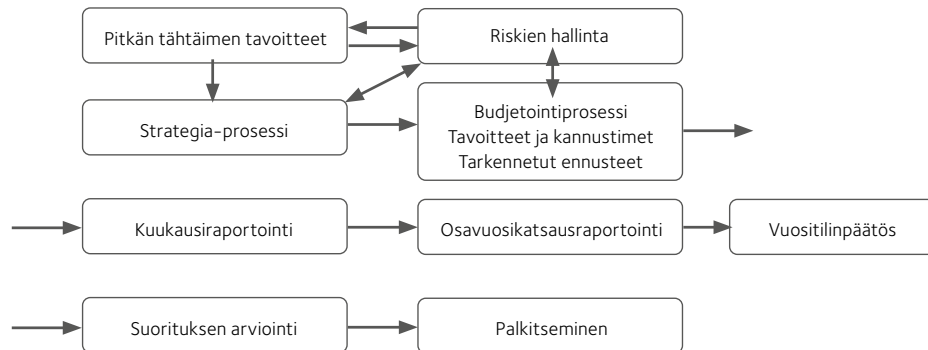 Pitkän tähtäimen tavoitteet
Riskien hallinta
Strategia-prosessi
Budjetointiprosessi
Tavoitteet ja kannustimet
Tarkennetut ennusteet
Kuukausiraportointi
Osavuosikatsausraportointi
Vuositilinpäätös
Suorituksen arviointi
Palkitseminen